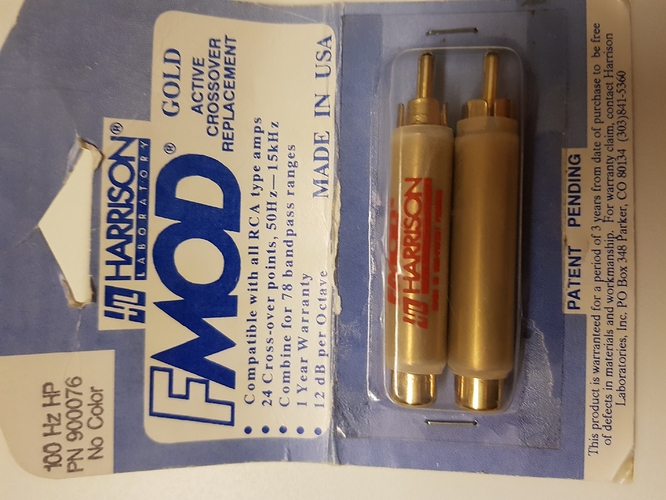 100 Hz HP
PN 900076
No Color
HARRISON®
LABORATORY
FMOD®
GOLD
ACTIVE
CROSSOVER
REPLACEMENT
• Compatible with all RCA type amps
• 24 Cross-over points, 50Hz—15kHz
• Combine for 78 bandpass ranges
• 1 Year Warranty
• 12 dB per Octave
MADE IN USA
HARRISON
PATENT PENDING
This product is warranteed for a period of 3 years from date of purchase to be free
of defects in materials and workmanship. For warranty claim, contact Harrison
Laboratories, Inc. PO Box 348 Parker, CO 80134 (303)841-5360